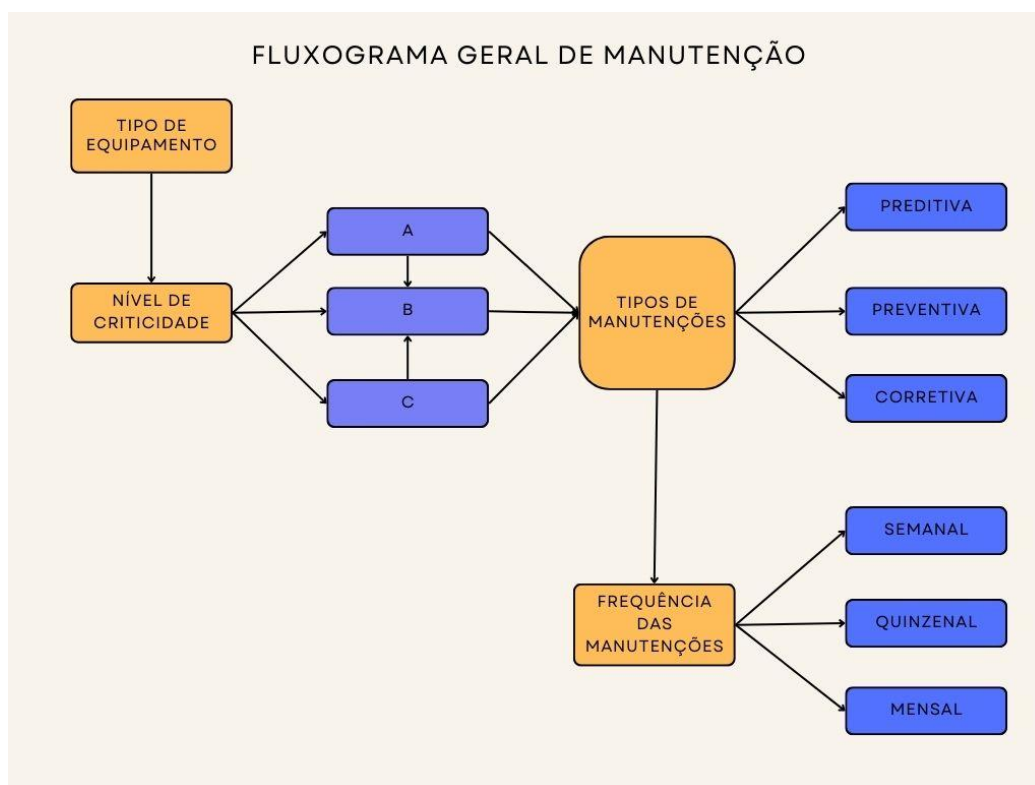 FLUXOGRAMA GERAL DE MANUTENÇÃO
TIPO DE
EQUIPAMENTO
NÍVEL DE
CRITICIDADE
A
B
C
TIPOS DE
MANUTENÇÕES
PREDITIVA
PREVENTIVA
CORRETIVA
FREQUÊNCIA
DAS
MANUTENÇÕES
SEMANAL
QUINZENAL
MENSAL